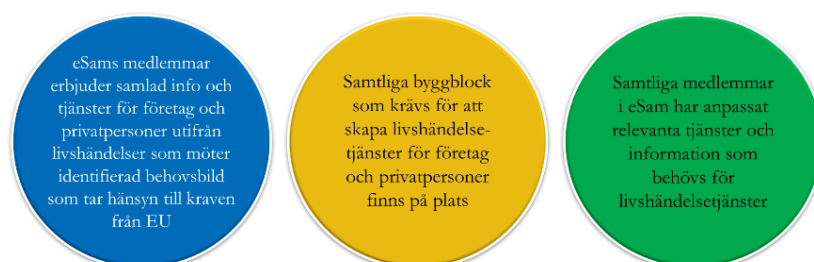 eSams medlemmar
erbjuder samlad info och
tjänster för företag och
privatpersoner utifrån
livshändelser som möter
identifierad behovsbild
som tar hänsyn till kraven
från EU
Samtliga byggblock
som krävs för att
skapa livshändelse-
tjänster för företag
och privatpersoner
finns på plats
Samtliga medlemmar
i eSam har anpassat
relevanta tjänster och
information som
behövs för
livshändelsetjänster